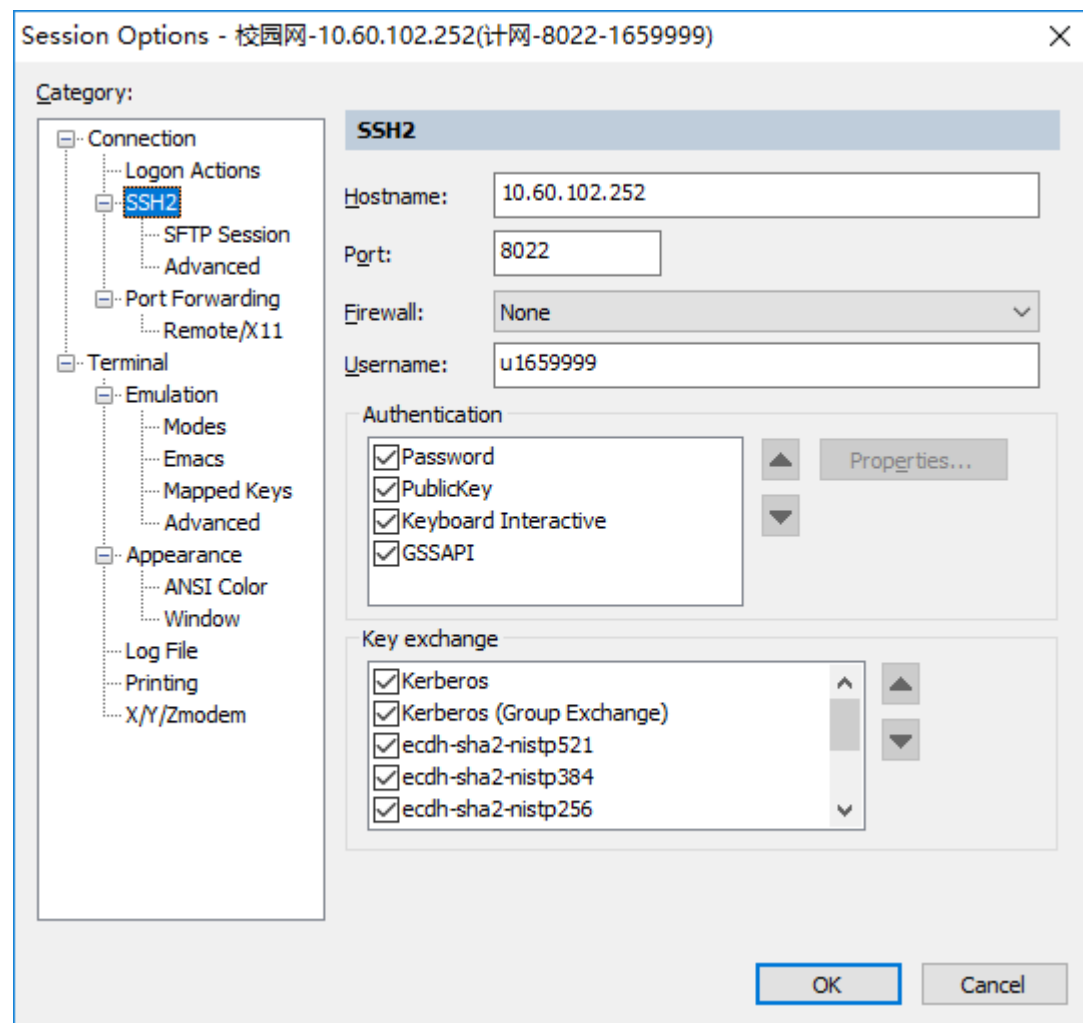 Session Options - 校园网-10.60.102.252(计网-8022-1659999)
Category:
Connection
Logon Actions
SSH2
SFTP Session
Advanced
Port Forwarding
Remote/X11
Terminal
Emulation
Modes
Emacs
Mapped Keys
Advanced
Appearance
ANSI Color
Window
Log File
Printing
X/Y/Zmodem
SSH2
Hostname: 10.60.102.252
Port: 8022
Firewall: None
Username: u1659999
Authentication
Password
PublicKey
Keyboard Interactive
GSSAPI
Properties...
Key exchange
Kerberos
Kerberos (Group Exchange)
ecdh-sha2-nistp521
ecdh-sha2-nistp384
ecdh-sha2-nistp256
OK Cancel